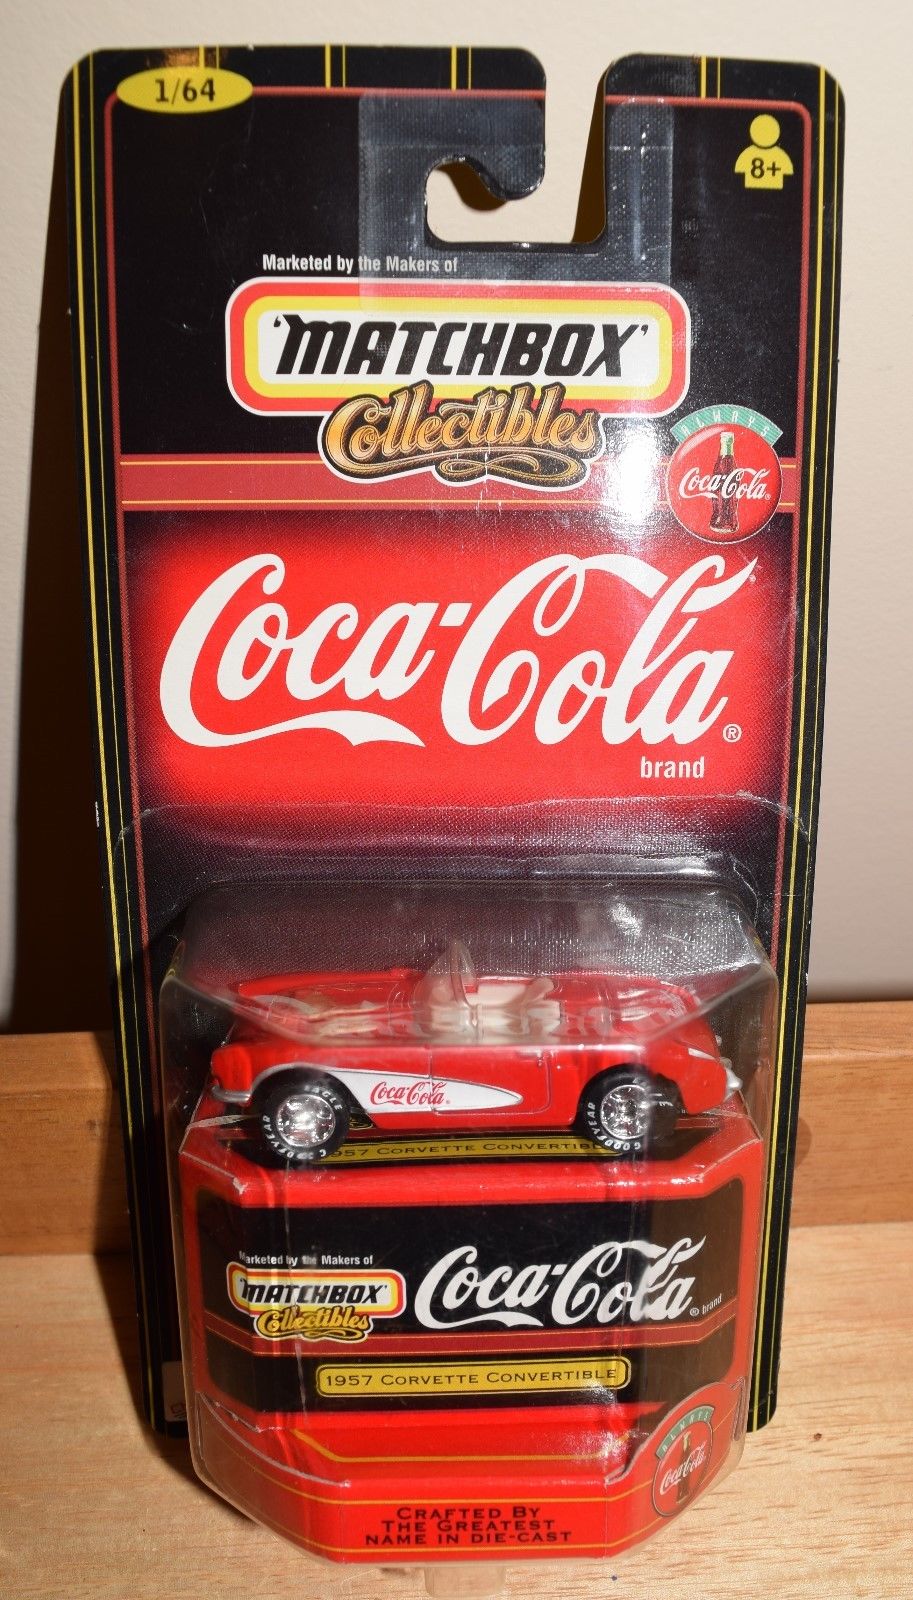 1/64
8+
Marketed by the Makers of
'MATCHBOX'
Collectibles
ALWAYS
Coca-Cola®
Coca-Cola®
brand
Coca-Cola®
EAGLE
GOODYEAR
1957 CORVETTE CONVERTIBLE
Marketed by the Makers of
'MATCHBOX'
Collectibles
Coca-Cola®
brand
1957 CORVETTE CONVERTIBLE
ALWAYS
Coca-Cola
CRAFTED BY
THE GREATEST
NAME IN DIE-CAST